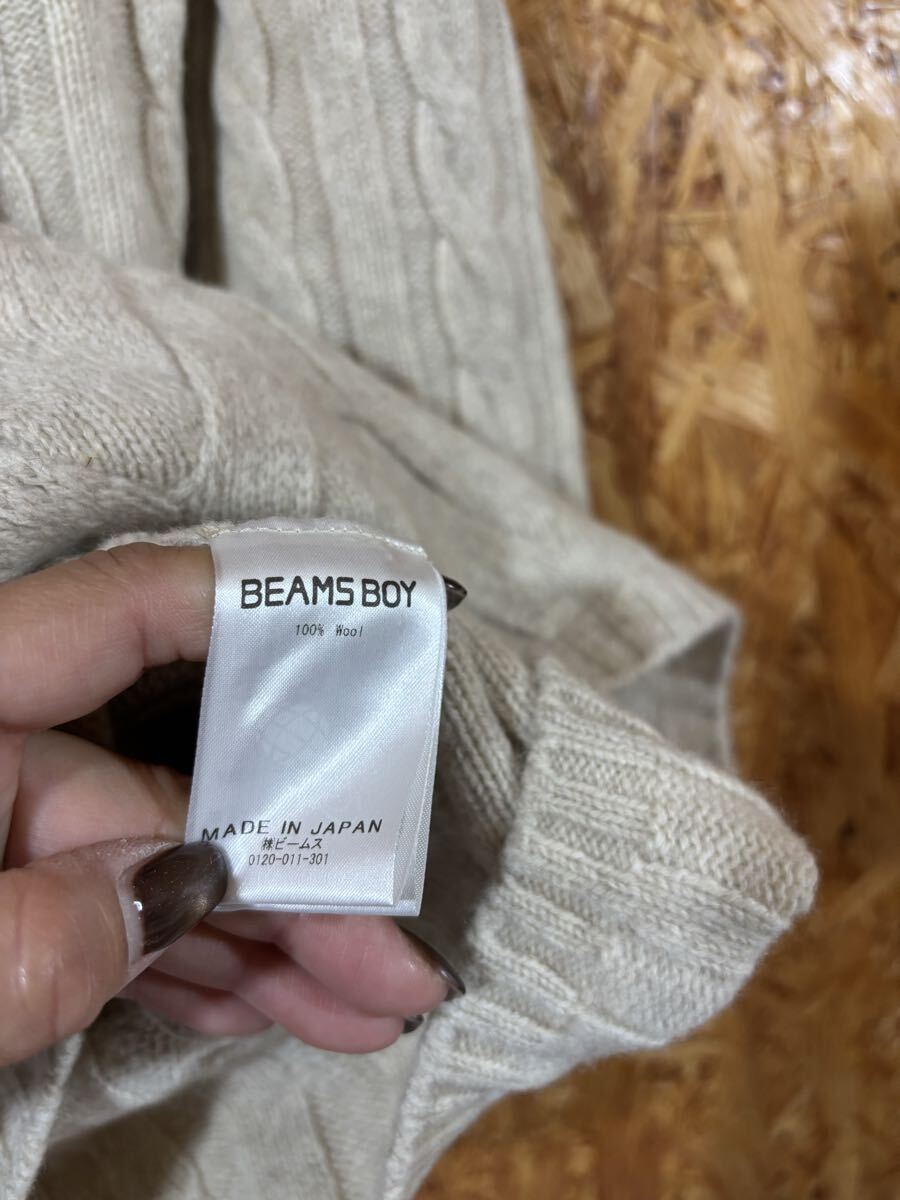 BEAMS BOY
100% Wool
MADE IN JAPAN
㈱ビームス
0120-011-301